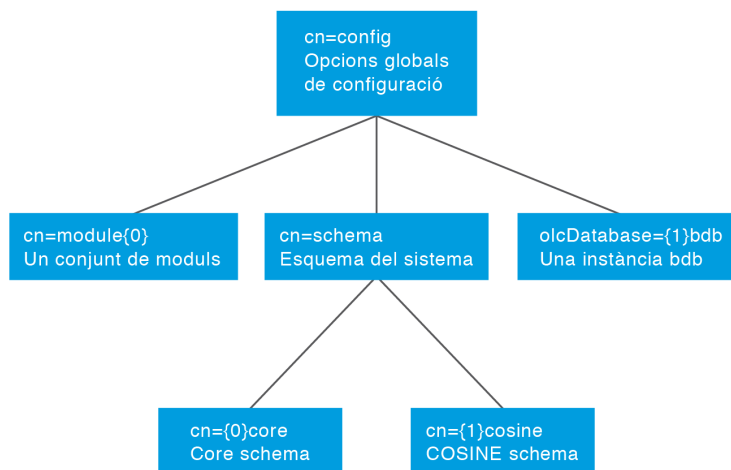 cn=config
Opcions globals
de configuració
cn=module{0}
Un conjunt de moduls
cn=schema
Esquema del sistema
olcDatabase={1}bdb
Una instància bdb
cn={0}core
Core schema
cn={1}cosine
COSINE schema